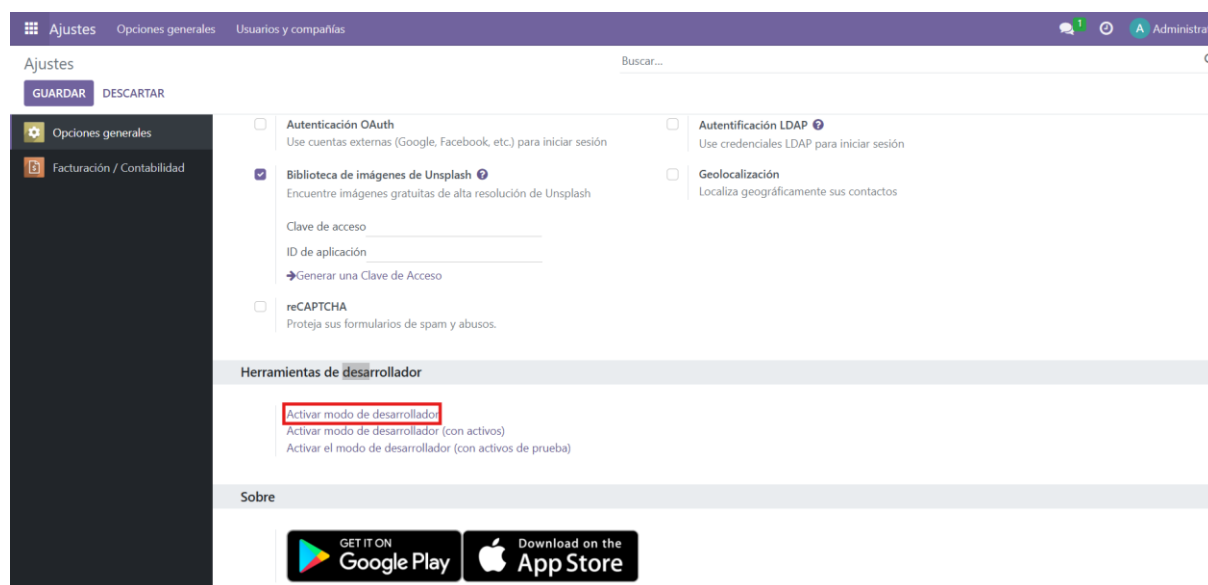 Ajustes Opciones generales Usuarios y compañías 1 A Administra
Ajustes Buscar...
GUARDAR DESCARTAR
Opciones generales
Facturación / Contabilidad
Autenticación OAuth
Use cuentas externas (Google, Facebook, etc.) para iniciar sesión
Autentificación LDAP
Use credenciales LDAP para iniciar sesión
Biblioteca de imágenes de Unsplash
Encuentre imágenes gratuitas de alta resolución de Unsplash
Geolocalización
Localiza geográficamente sus contactos
Clave de acceso
ID de aplicación
Generar una Clave de Acceso
reCAPTCHA
Proteja sus formularios de spam y abusos.
Herramientas de desarrollador
Activar modo de desarrollador
Activar modo de desarrollador (con activos)
Activar el modo de desarrollador (con activos de prueba)
Sobre
GET IT ON
Google Play
Download on the
App Store